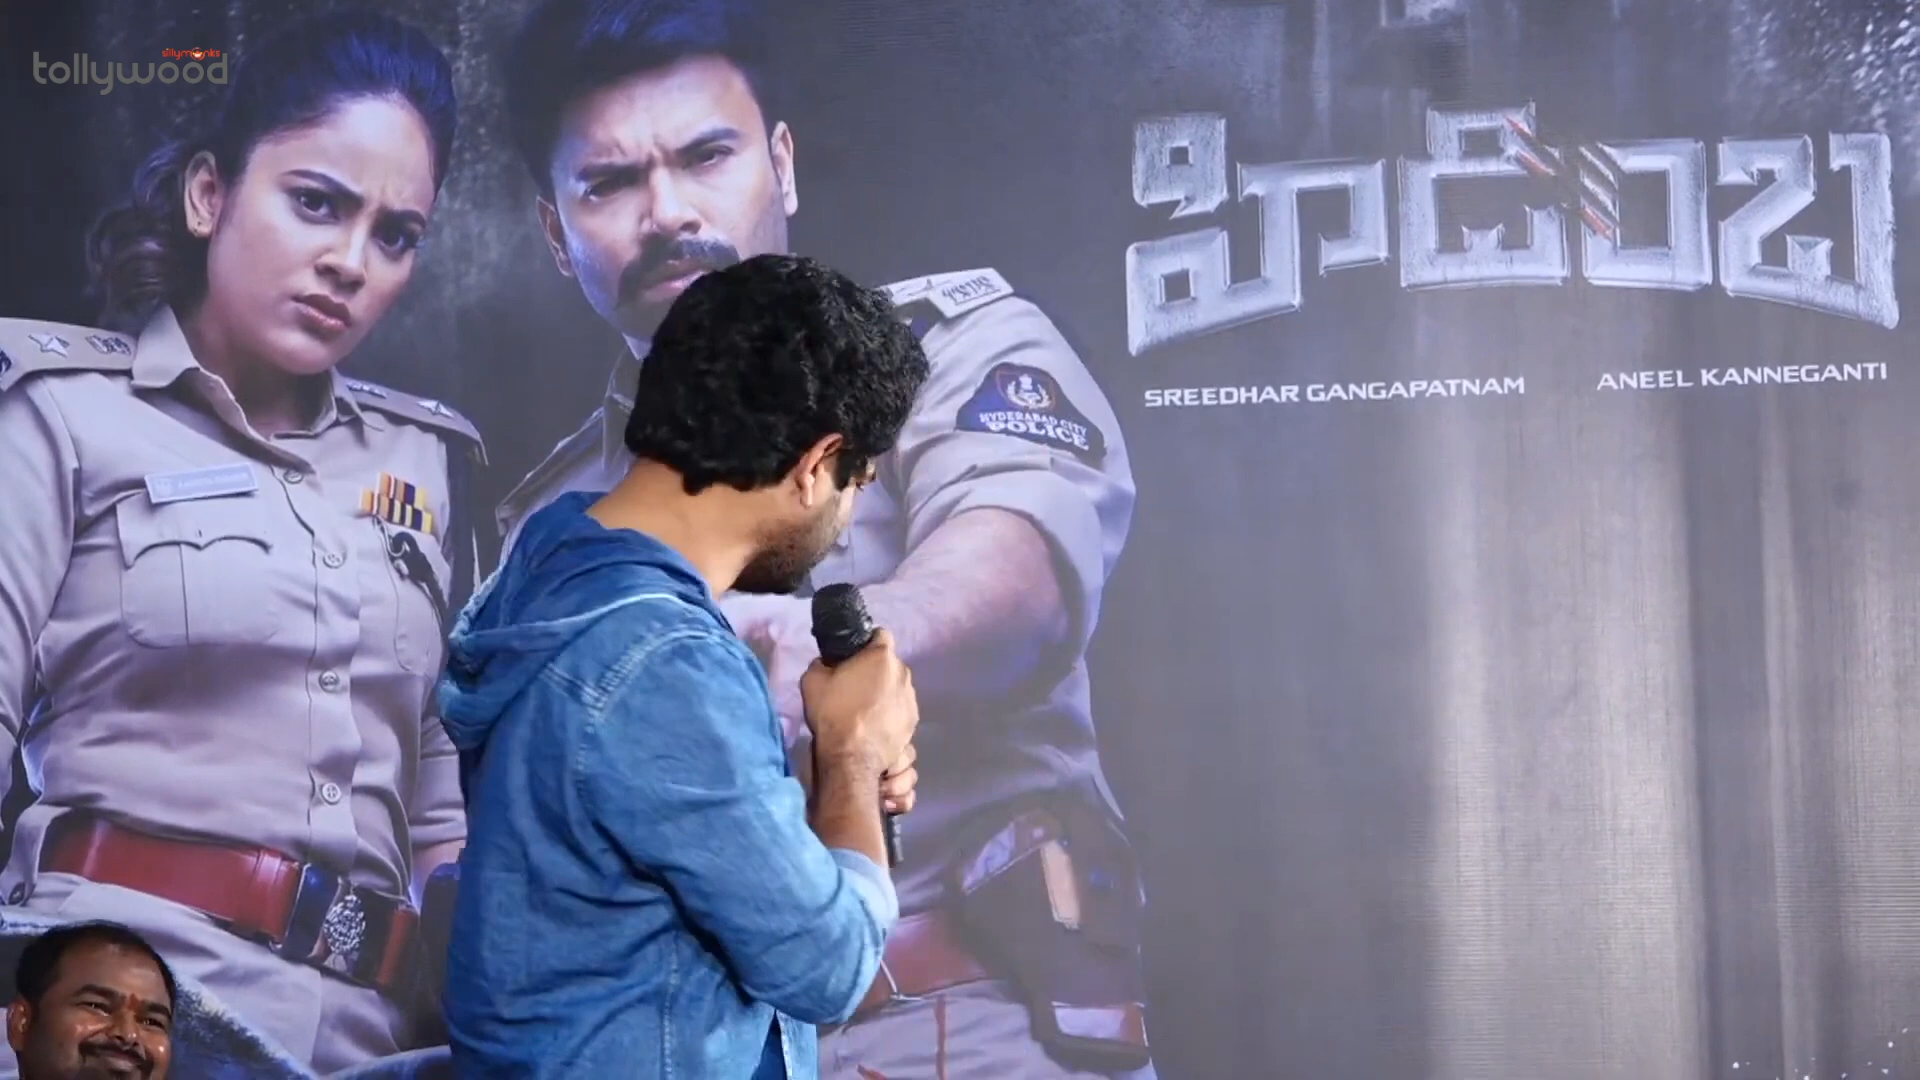 sillymonks
tollywood
హిడింబ
SREEDHAR GANGAPATNAM ANEEL KANNEGANTI
HYDERABAD CITY
POLICE